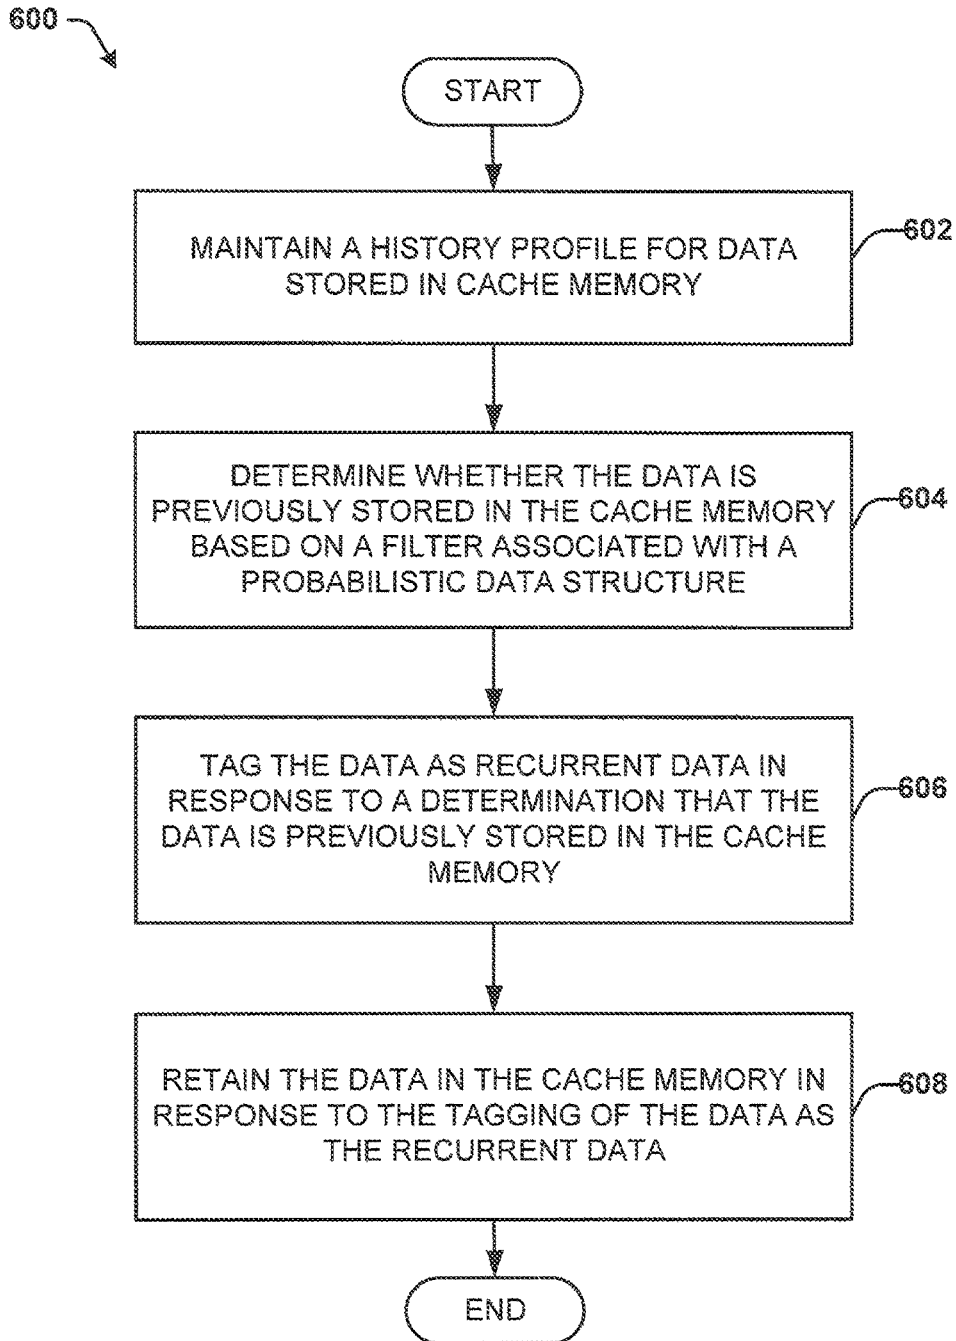 600
START
MAINTAIN A HISTORY PROFILE FOR DATA
STORED IN CACHE MEMORY
602
DETERMINE WHETHER THE DATA IS
PREVIOUSLY STORED IN THE CACHE MEMORY
BASED ON A FILTER ASSOCIATED WITH A
PROBABILISTIC DATA STRUCTURE
604
TAG THE DATA AS RECURRENT DATA IN
RESPONSE TO A DETERMINATION THAT THE
DATA IS PREVIOUSLY STORED IN THE CACHE
MEMORY
606
RETAIN THE DATA IN THE CACHE MEMORY IN
RESPONSE TO THE TAGGING OF THE DATA AS
THE RECURRENT DATA
608
END